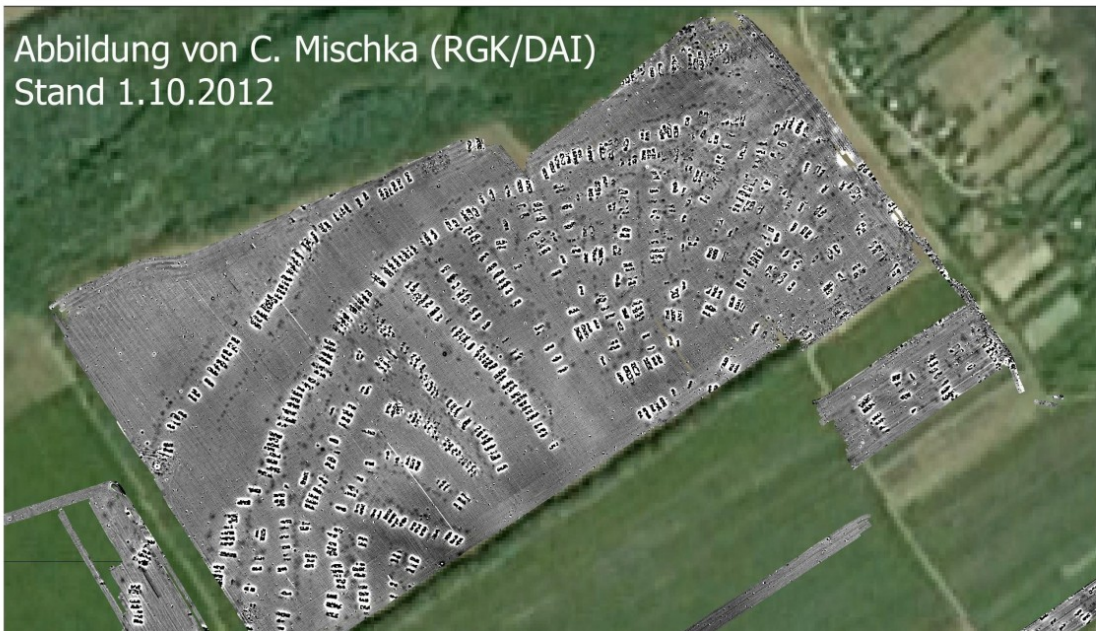 Abbildung von C. Mischka (RGK/DAI)
Stand 1.10.2012